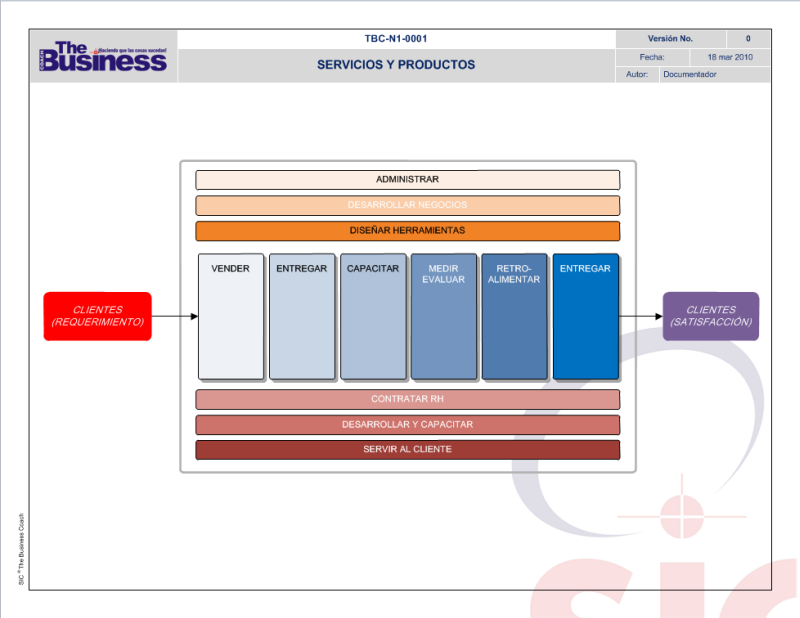 TBC-N1-0001
Versión No. 0
The
Haciendo que las cosas sucedan!
Business
COACH
SERVICIOS Y PRODUCTOS
Fecha: 18 mar 2010
Autor: Documentador
ADMINISTRAR
DESARROLLAR NEGOCIOS
DISEÑAR HERRAMIENTAS
VENDER
ENTREGAR
CAPACITAR
MEDIR
EVALUAR
RETRO-
ALIMENTAR
ENTREGAR
CLIENTES
(REQUERIMIENTO)
CLIENTES
(SATISFACCIÓN)
CONTRATAR RH
DESARROLLAR Y CAPACITAR
SERVIR AL CLIENTE
SIC ® The Business Coach
sic